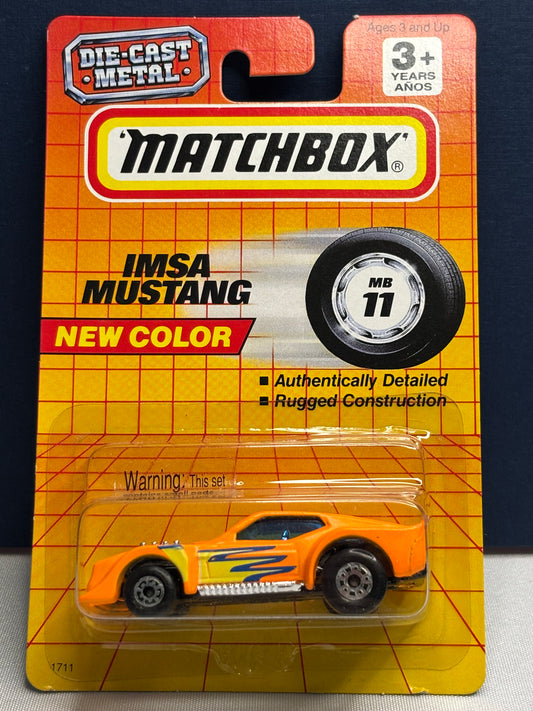 Ages 3 and Up
DIE-CAST
METAL
3+
YEARS
AÑOS
"MATCHBOX"®
IMSA
MUSTANG
MB
11
NEW COLOR
Authentically Detailed
Rugged Construction
Warning: This set
1711